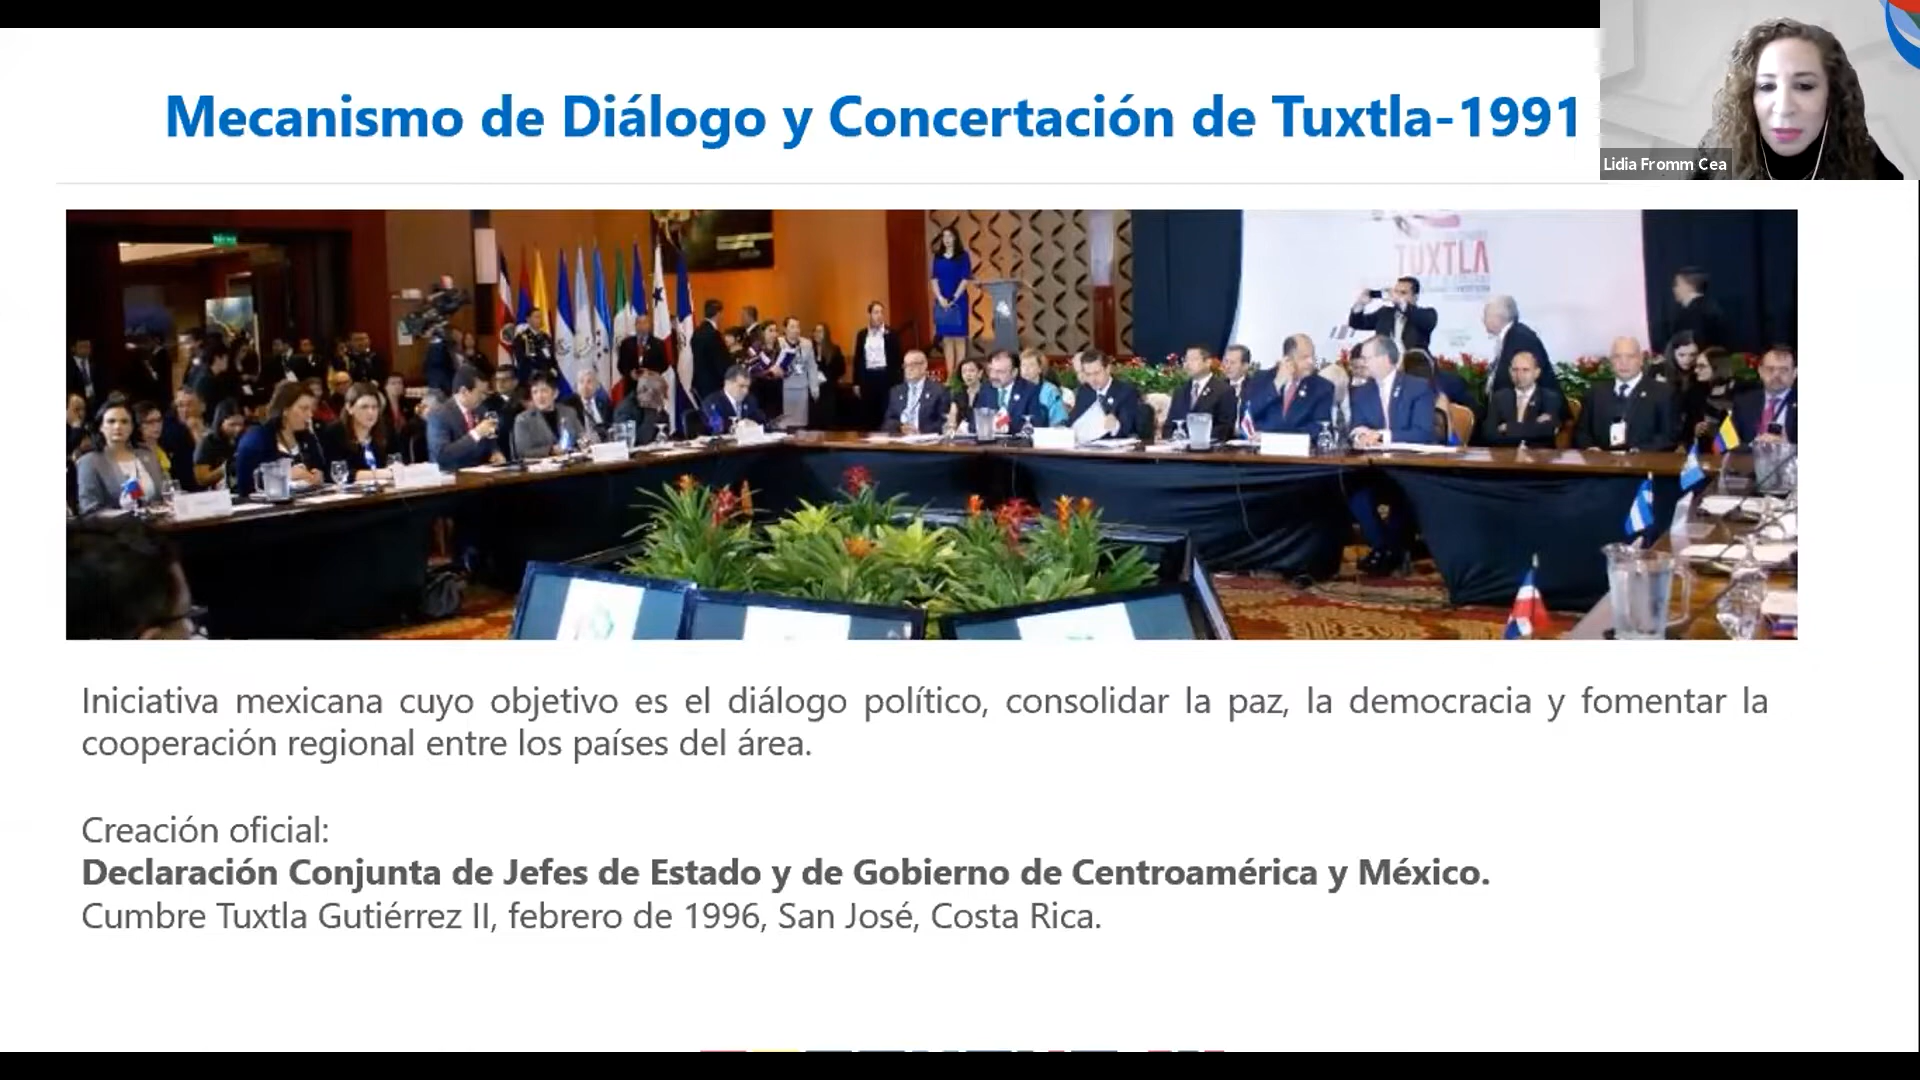 Mecanismo de Diálogo y Concertación de Tuxtla-1991
Lidia Fromm Cea
TUXTLA
Iniciativa mexicana cuyo objetivo es el diálogo político, consolidar la paz, la democracia y fomentar la
cooperación regional entre los países del área.
Creación oficial:
Declaración Conjunta de Jefes de Estado y de Gobierno de Centroamérica y México.
Cumbre Tuxtla Gutiérrez II, febrero de 1996, San José, Costa Rica.